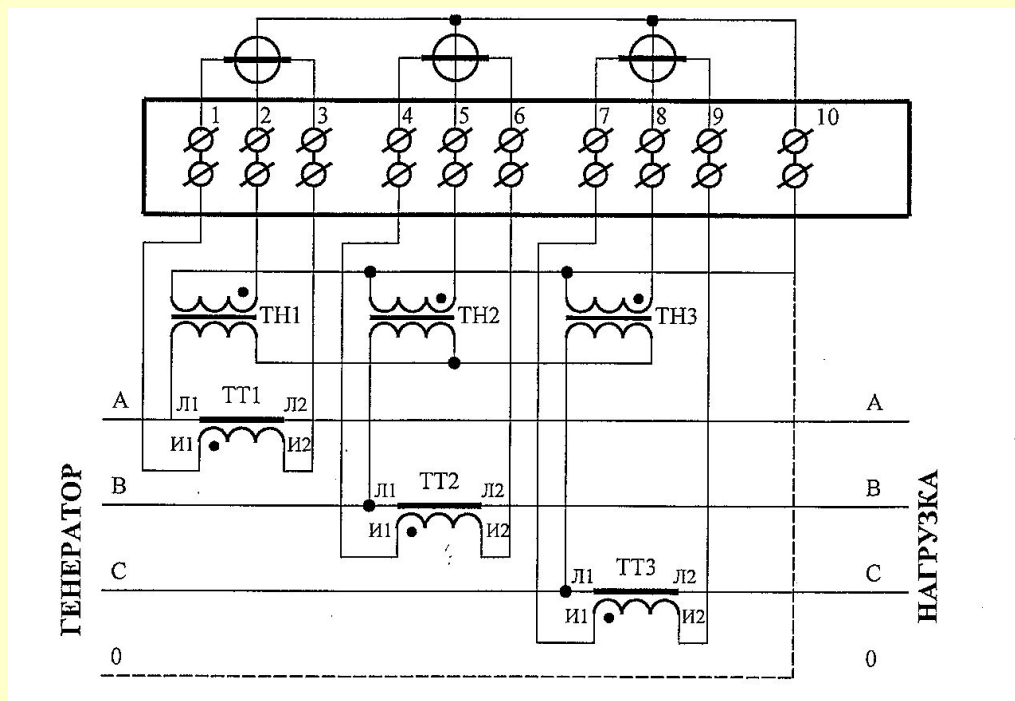 1 2 3 4 5 6 7 8 9 10
ТН1 ТН2 ТН3
А Л1 ТТ1 Л2 А
И1 И2
В Л1 ТТ2 Л2 В
И1 И2
С Л1 ТТ3 Л2 С
И1 И2
0 0
ГЕНЕРАТОР
НАГРУЗКА